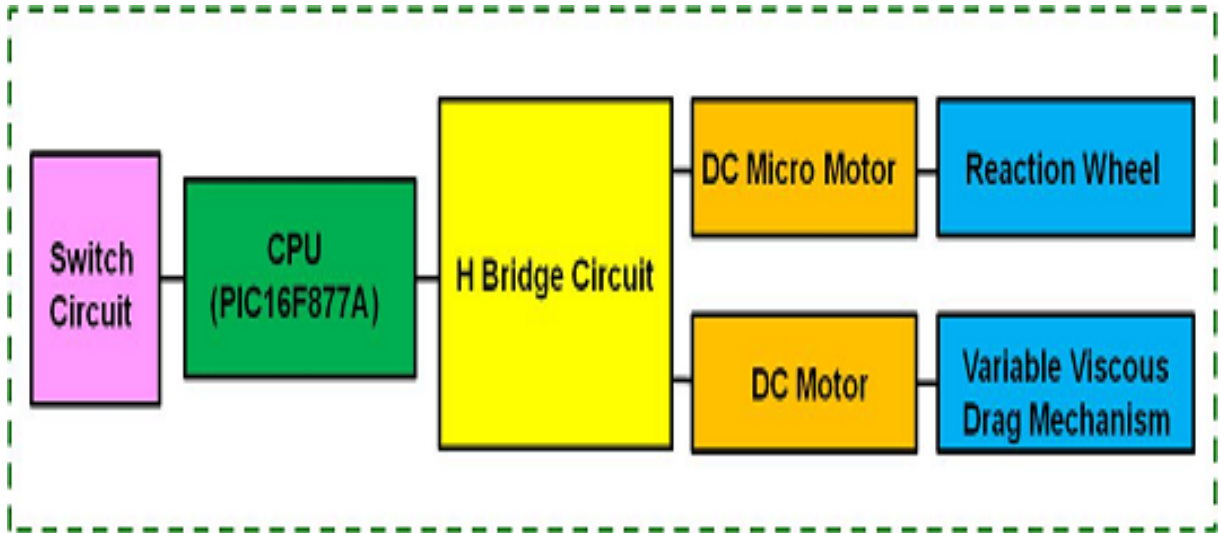 Switch
Circuit
CPU
(PIC16F877A)
H Bridge Circuit
DC Micro Motor
Reaction Wheel
DC Motor
Variable Viscous
Drag Mechanism